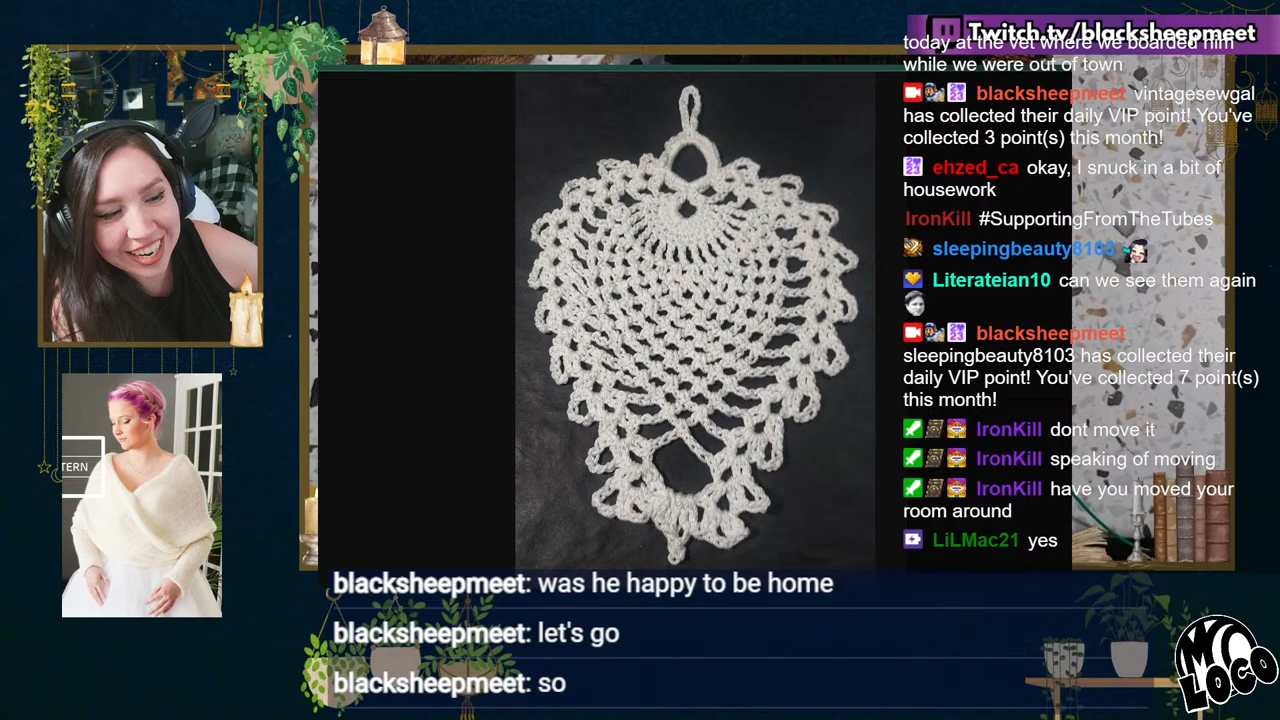 Twitch.tv/blacksheepmeet
today at the vet where we boarded him
while we were out of town
blacksheepmeet vintagesewgal
has collected their daily VIP point! You've
collected 3 point(s) this month!
ehzed_ca okay, I snuck in a bit of
housework
IronKill #SupportingFromTheTubes
sleepingbeauty8103
Literateian10 can we see them again
blacksheepmeet
sleepingbeauty8103 has collected their
daily VIP point! You've collected 7 point(s)
this month!
IronKill dont move it
IronKill speaking of moving
IronKill have you moved your
room around
LiLMac21 yes
TERN
blacksheepmeet: was he happy to be home
blacksheepmeet: let's go
blacksheepmeet: so
MC
LOCO